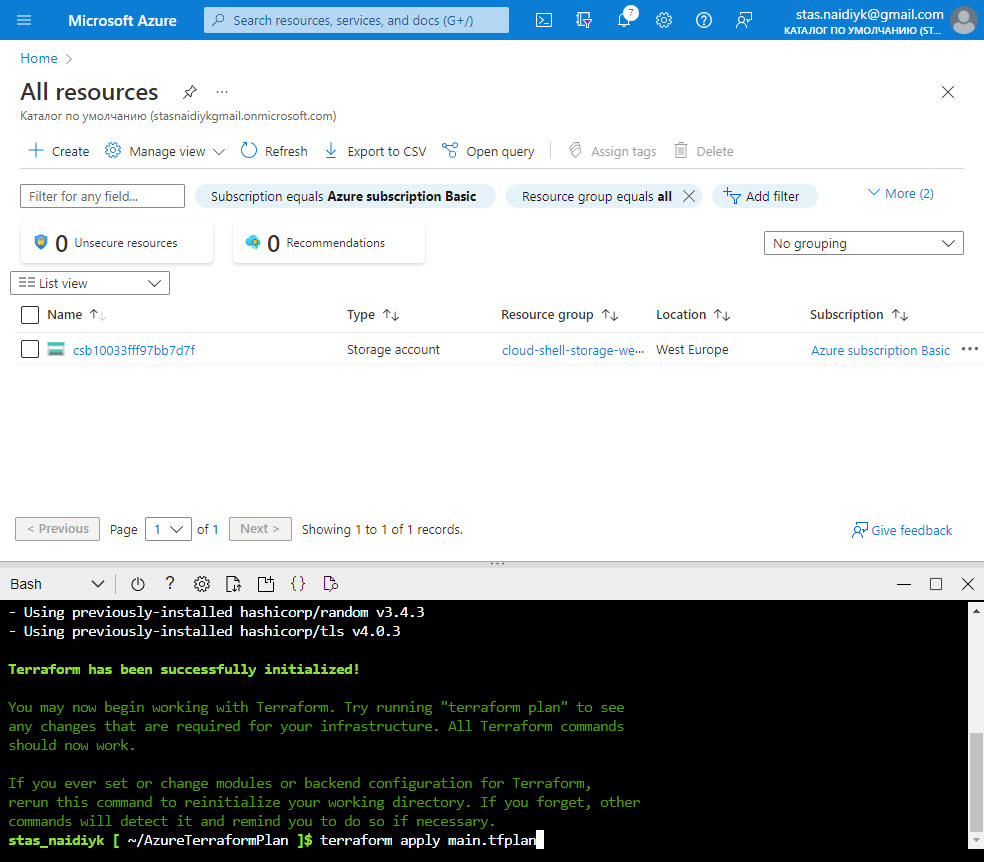 Microsoft Azure
Search resources, services, and docs (G+/)
7
stas.naidiyk@gmail.com
КАТАЛОГ ПО УМОЛЧАНИЮ (ST...
Home
All resources
...
Каталог по умолчанию (stasnaidiykgmail.onmicrosoft.com)
Create Manage view Refresh Export to CSV Open query Assign tags Delete
Filter for any field... Subscription equals Azure subscription Basic Resource group equals all Add filter More (2)
0 Unsecure resources 0 Recommendations
No grouping
List view
Name Type Resource group Location Subscription
csb10033fff97bb7d7f Storage account cloud-shell-storage-we... West Europe Azure subscription Basic ...
< Previous Page 1 of 1 Next > Showing 1 to 1 of 1 records. Give feedback
Bash ? {}
- Using previously-installed hashicorp/random v3.4.3
- Using previously-installed hashicorp/tls v4.0.3
Terraform has been successfully initialized!
You may now begin working with Terraform. Try running "terraform plan" to see
any changes that are required for your infrastructure. All Terraform commands
should now work.
If you ever set or change modules or backend configuration for Terraform,
rerun this command to reinitialize your working directory. If you forget, other
commands will detect it and remind you to do so if necessary.
stas_naidiyk [ ~/AzureTerraformPlan ]$ terraform apply main.tfplan